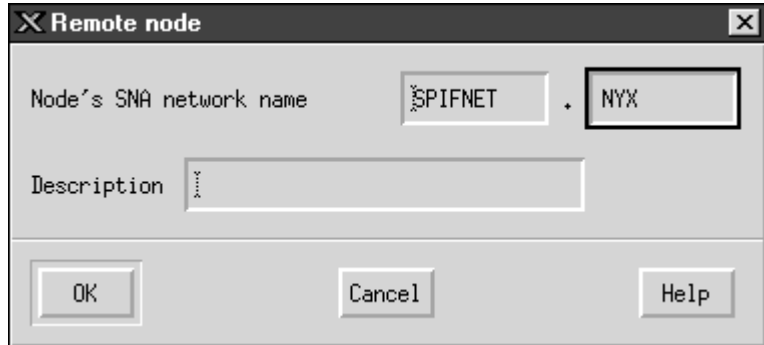 Remote node
Node's SNA network name SPIFNET . NYX
Description
OK Cancel Help